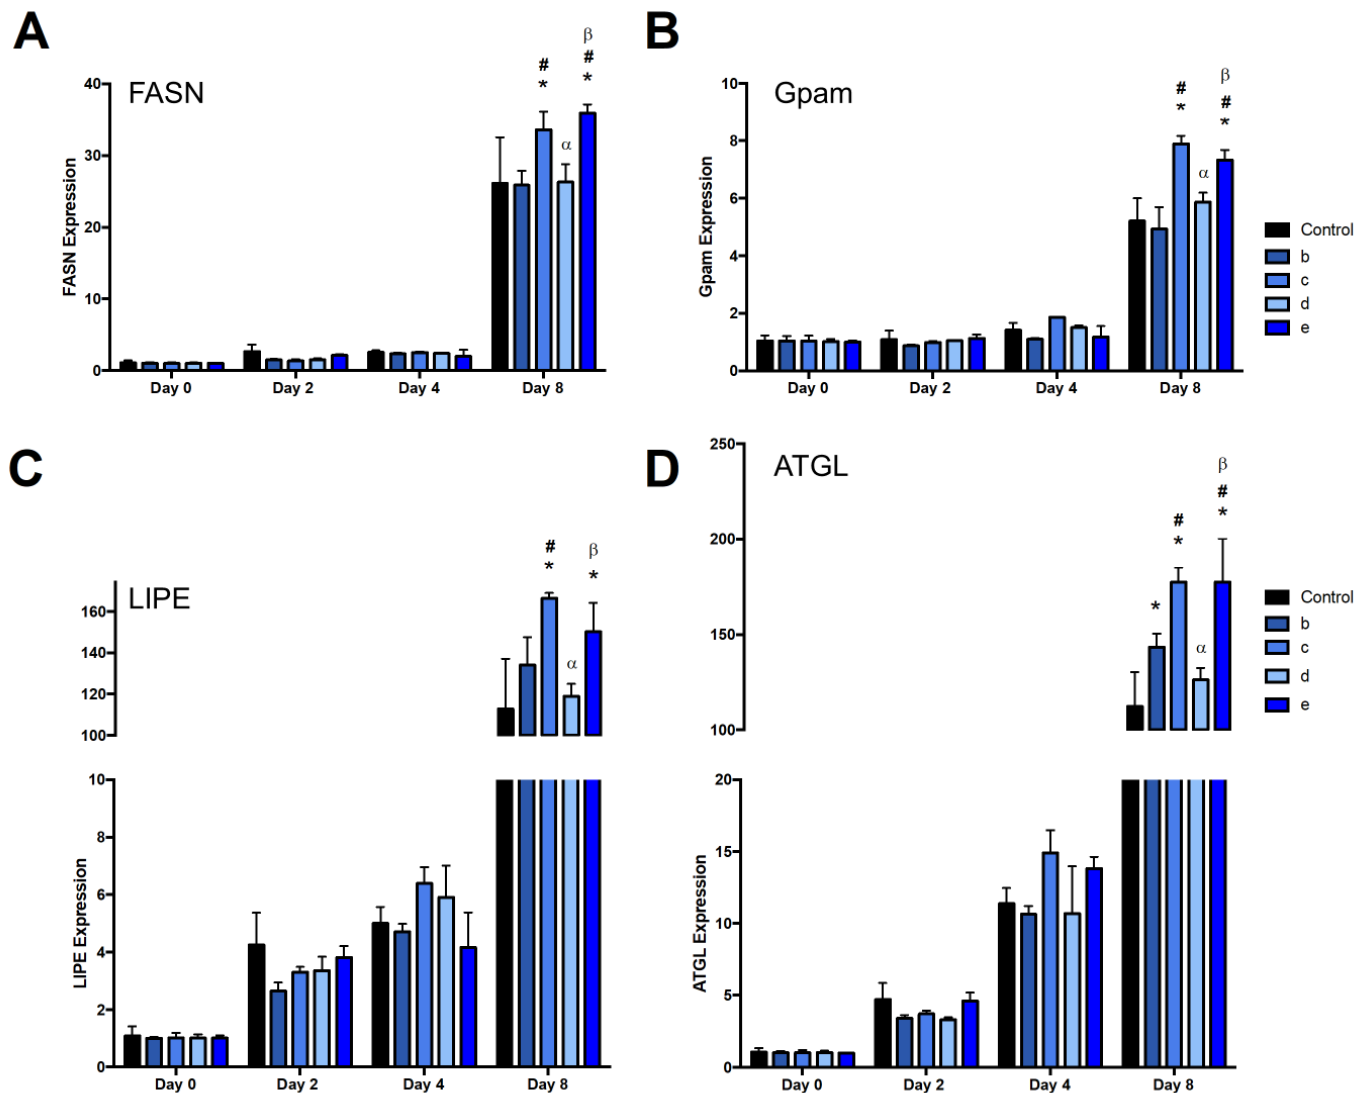 A
FASN
β
#
#
*
*
α
40
30
20
10
0
FASN Expression
Day 0
Day 2
Day 4
Day 8
B
Gpam
β
#
#
*
*
α
10
8
6
4
2
0
Gpam Expression
Day 0
Day 2
Day 4
Day 8
Control
b
c
d
e
C
LIPE
#
β
*
*
α
160
140
120
100
10
8
6
4
2
0
LIPE Expression
Day 0
Day 2
Day 4
Day 8
D
ATGL
β
#
#
*
*
*
α
250
200
150
100
20
15
10
5
0
ATGL Expression
Day 0
Day 2
Day 4
Day 8
Control
b
c
d
e